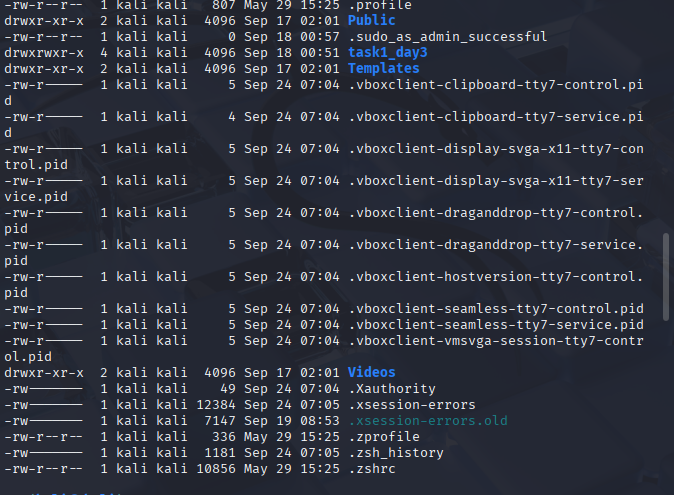 -rw-r--r--  1 kali kali   807 May 29 15:25 .profile
drwxr-xr-x  2 kali kali  4096 Sep 17 02:01 Public
-rw-r--r--  1 kali kali     0 Sep 18 00:57 .sudo_as_admin_successful
drwxrwxr-x  4 kali kali  4096 Sep 18 00:51 task1_day3
drwxr-xr-x  2 kali kali  4096 Sep 17 02:01 Templates
-rw-r-----  1 kali kali     5 Sep 24 07:04 .vboxclient-clipboard-tty7-control.pi
d
-rw-r-----  1 kali kali     4 Sep 24 07:04 .vboxclient-clipboard-tty7-service.pi
d
-rw-r-----  1 kali kali     5 Sep 24 07:04 .vboxclient-display-svga-x11-tty7-con
trol.pid
-rw-r-----  1 kali kali     5 Sep 24 07:04 .vboxclient-display-svga-x11-tty7-ser
vice.pid
-rw-r-----  1 kali kali     5 Sep 24 07:04 .vboxclient-draganddrop-tty7-control.
pid
-rw-r-----  1 kali kali     5 Sep 24 07:04 .vboxclient-draganddrop-tty7-service.
pid
-rw-r-----  1 kali kali     5 Sep 24 07:04 .vboxclient-hostversion-tty7-control.
pid
-rw-r-----  1 kali kali     5 Sep 24 07:04 .vboxclient-seamless-tty7-control.pid
-rw-r-----  1 kali kali     5 Sep 24 07:04 .vboxclient-seamless-tty7-service.pid
-rw-r-----  1 kali kali     5 Sep 24 07:04 .vboxclient-vmsvga-session-tty7-contr
ol.pid
drwxr-xr-x  2 kali kali  4096 Sep 17 02:01 Videos
-rw-------  1 kali kali    49 Sep 24 07:04 .Xauthority
-rw-------  1 kali kali 12384 Sep 24 07:05 .xsession-errors
-rw-------  1 kali kali  7147 Sep 19 08:53 .xsession-errors.old
-rw-r--r--  1 kali kali   336 May 29 15:25 .zprofile
-rw-------  1 kali kali  1181 Sep 24 07:05 .zsh_history
-rw-r--r--  1 kali kali 10856 May 29 15:25 .zshrc